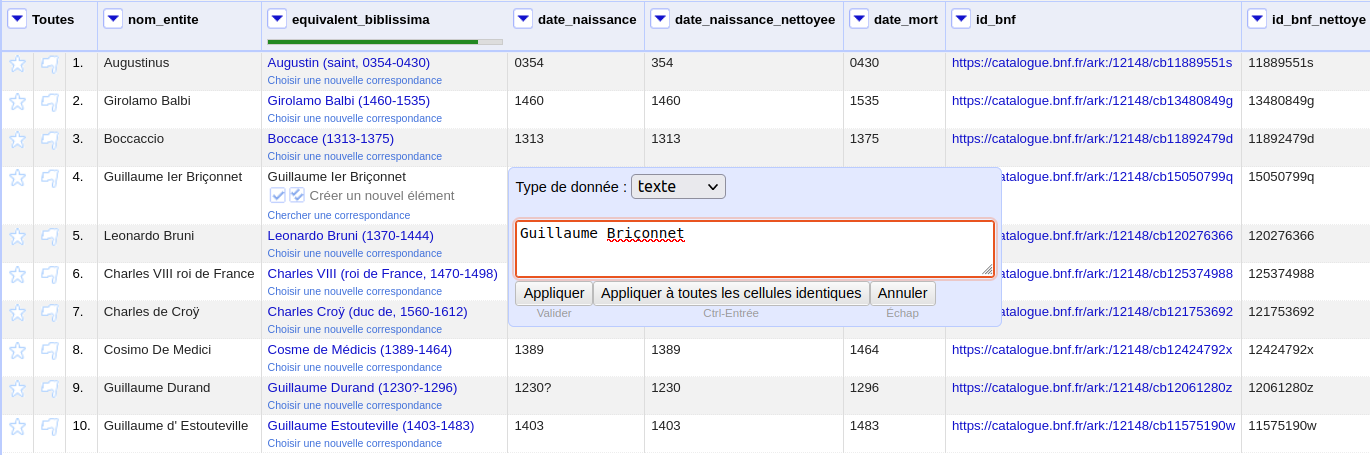 Toutes nom_entite equivalent_biblissima date_naissance date_naissance_nettoyee date_mort id_bnf id_bnf_nettoye
1. Augustinus Augustin (saint, 0354-0430) 0354 354 0430 https://catalogue.bnf.fr/ark:/12148/cb11889551s 11889551s
Choisir une nouvelle correspondance
2. Girolamo Balbi Girolamo Balbi (1460-1535) 1460 1460 1535 https://catalogue.bnf.fr/ark:/12148/cb13480849g 13480849g
Choisir une nouvelle correspondance
3. Boccaccio Boccace (1313-1375) 1313 1313 1375 https://catalogue.bnf.fr/ark:/12148/cb11892479d 11892479d
Choisir une nouvelle correspondance
4. Guillaume Ier Briçonnet Guillaume Ier Briçonnet atalogue.bnf.fr/ark:/12148/cb15050799q 15050799q
Créer un nouvel élément
Chercher une correspondance
Type de donnée : texte
Guillaume Briçonnet
Appliquer Appliquer à toutes les cellules identiques Annuler
Valider Ctrl-Entrée Échap
5. Leonardo Bruni Leonardo Bruni (1370-1444) atalogue.bnf.fr/ark:/12148/cb120276366 120276366
Choisir une nouvelle correspondance
6. Charles VIII roi de France Charles VIII (roi de France, 1470-1498) atalogue.bnf.fr/ark:/12148/cb125374988 125374988
Choisir une nouvelle correspondance
7. Charles de Croÿ Charles Croÿ (duc de, 1560-1612) atalogue.bnf.fr/ark:/12148/cb121753692 121753692
Choisir une nouvelle correspondance
8. Cosimo De Medici Cosme de Médicis (1389-1464) 1389 1389 1464 https://catalogue.bnf.fr/ark:/12148/cb12424792x 12424792x
Choisir une nouvelle correspondance
9. Guillaume Durand Guillaume Durand (1230?-1296) 1230? 1230 1296 https://catalogue.bnf.fr/ark:/12148/cb12061280z 12061280z
Choisir une nouvelle correspondance
10. Guillaume d' Estouteville Guillaume Estouteville (1403-1483) 1403 1403 1483 https://catalogue.bnf.fr/ark:/12148/cb11575190w 11575190w
Choisir une nouvelle correspondance